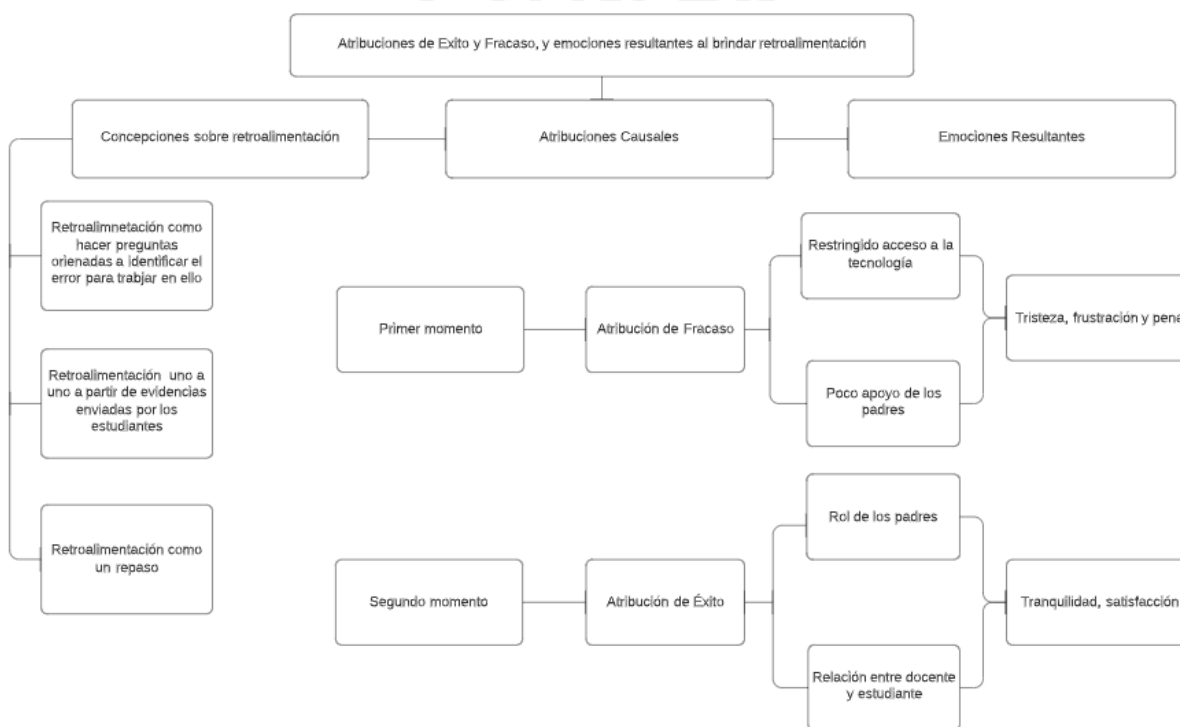 Atribuciones de Exito y Fracaso, y emociones resultantes al brindar retroalimentación
Concepciones sobre retroalimentación
Atribuciones Causales
Emociones Resultantes
Retroalimnetación como
hacer preguntas
orienadas a identificar el
error para trabjar en ello
Retroalimentación uno a
uno a partir de evidencias
enviadas por los
estudiantes
Retroalimentación como
un repaso
Primer momento
Atribución de Fracaso
Restringido acceso a la
tecnología
Poco apoyo de los
padres
Tristeza, frustración y pena
Segundo momento
Atribución de Éxito
Rol de los padres
Relación entre docente
y estudiante
Tranquilidad, satisfacción